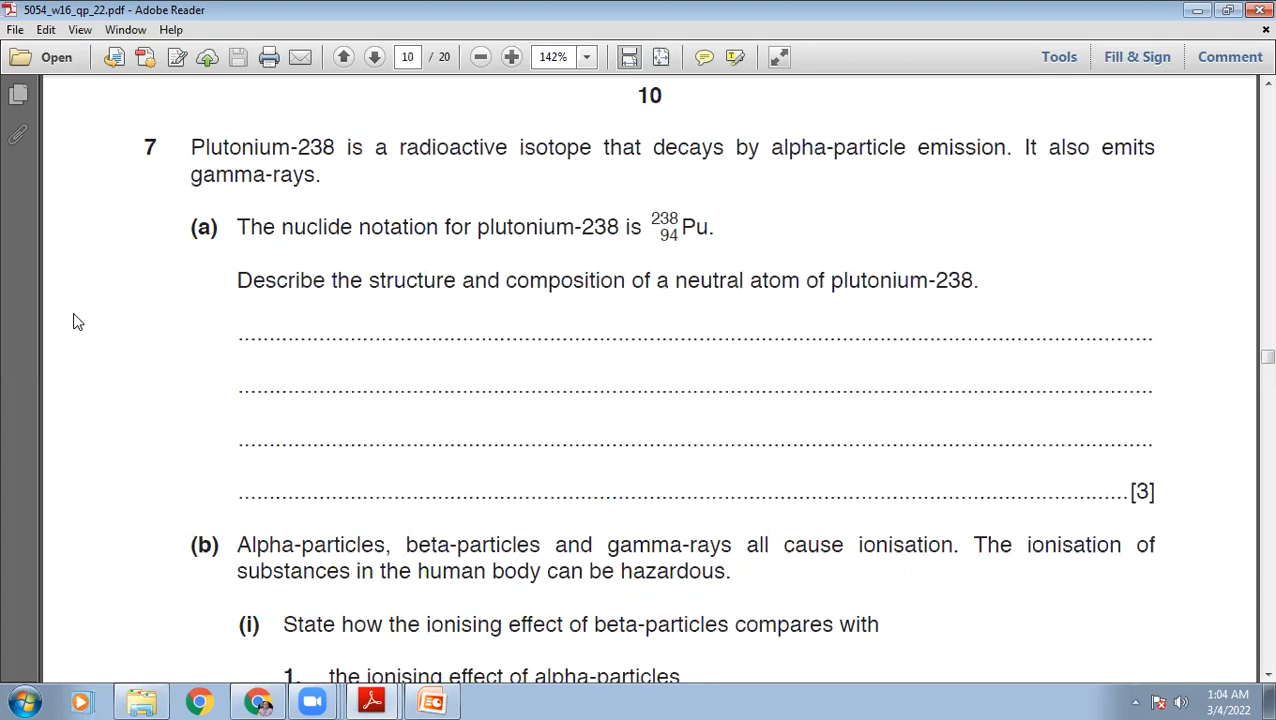 5054_w16_qp_22.pdf - Adobe Reader
File Edit View Window Help
Open 10 / 20 142% Tools Fill & Sign Comment
10
7 Plutonium-238 is a radioactive isotope that decays by alpha-particle emission. It also emits
gamma-rays.
(a) The nuclide notation for plutonium-238 is ²³⁸₉₄Pu.
Describe the structure and composition of a neutral atom of plutonium-238.
..........................................................................................................................................
..........................................................................................................................................
..........................................................................................................................................
......................................................................................................................................[3]
(b) Alpha-particles, beta-particles and gamma-rays all cause ionisation. The ionisation of
substances in the human body can be hazardous.
(i) State how the ionising effect of beta-particles compares with
1. the ionising effect of alpha-particles
1:04 AM
3/4/2022